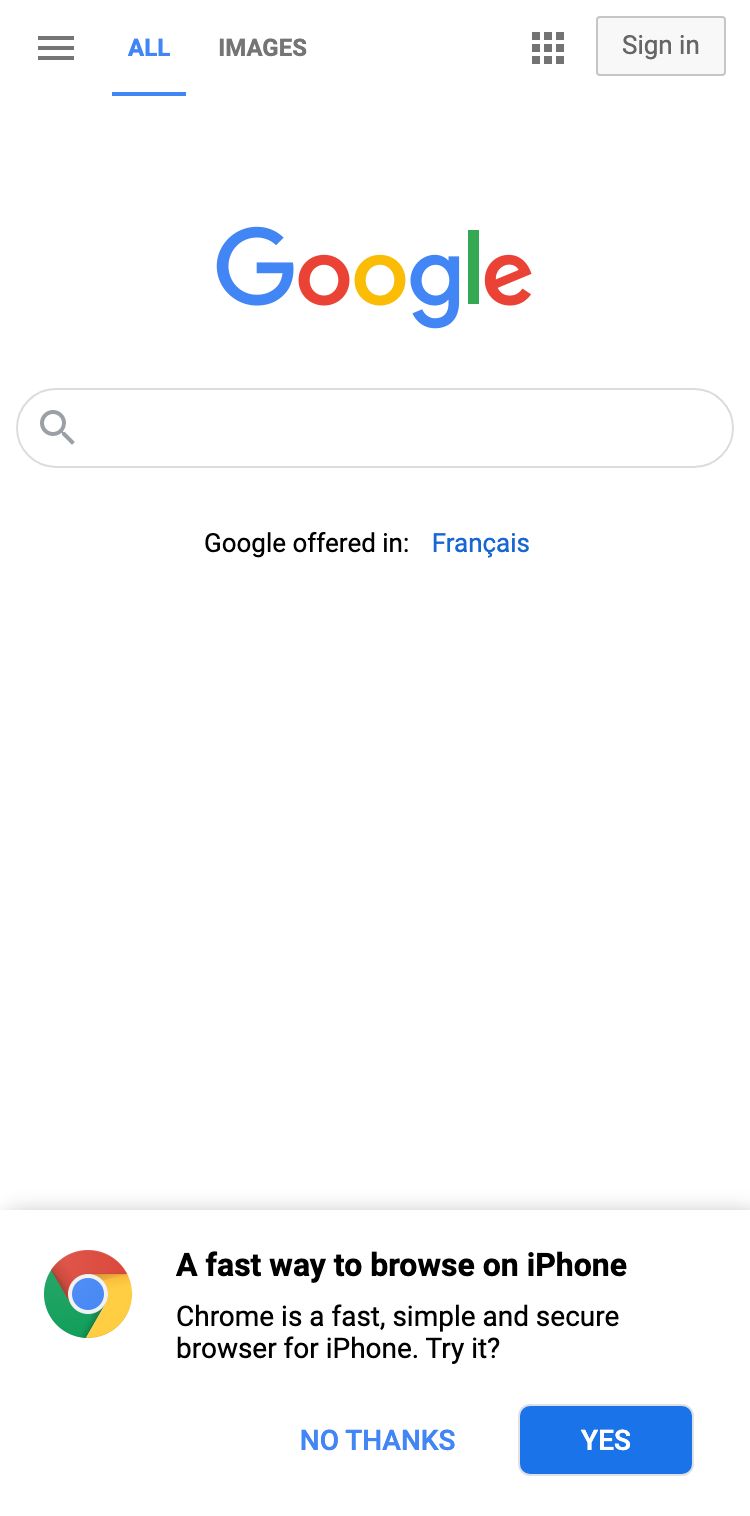 ALL IMAGES Sign in
Google
Google offered in: Français
A fast way to browse on iPhone
Chrome is a fast, simple and secure
browser for iPhone. Try it?
NO THANKS YES